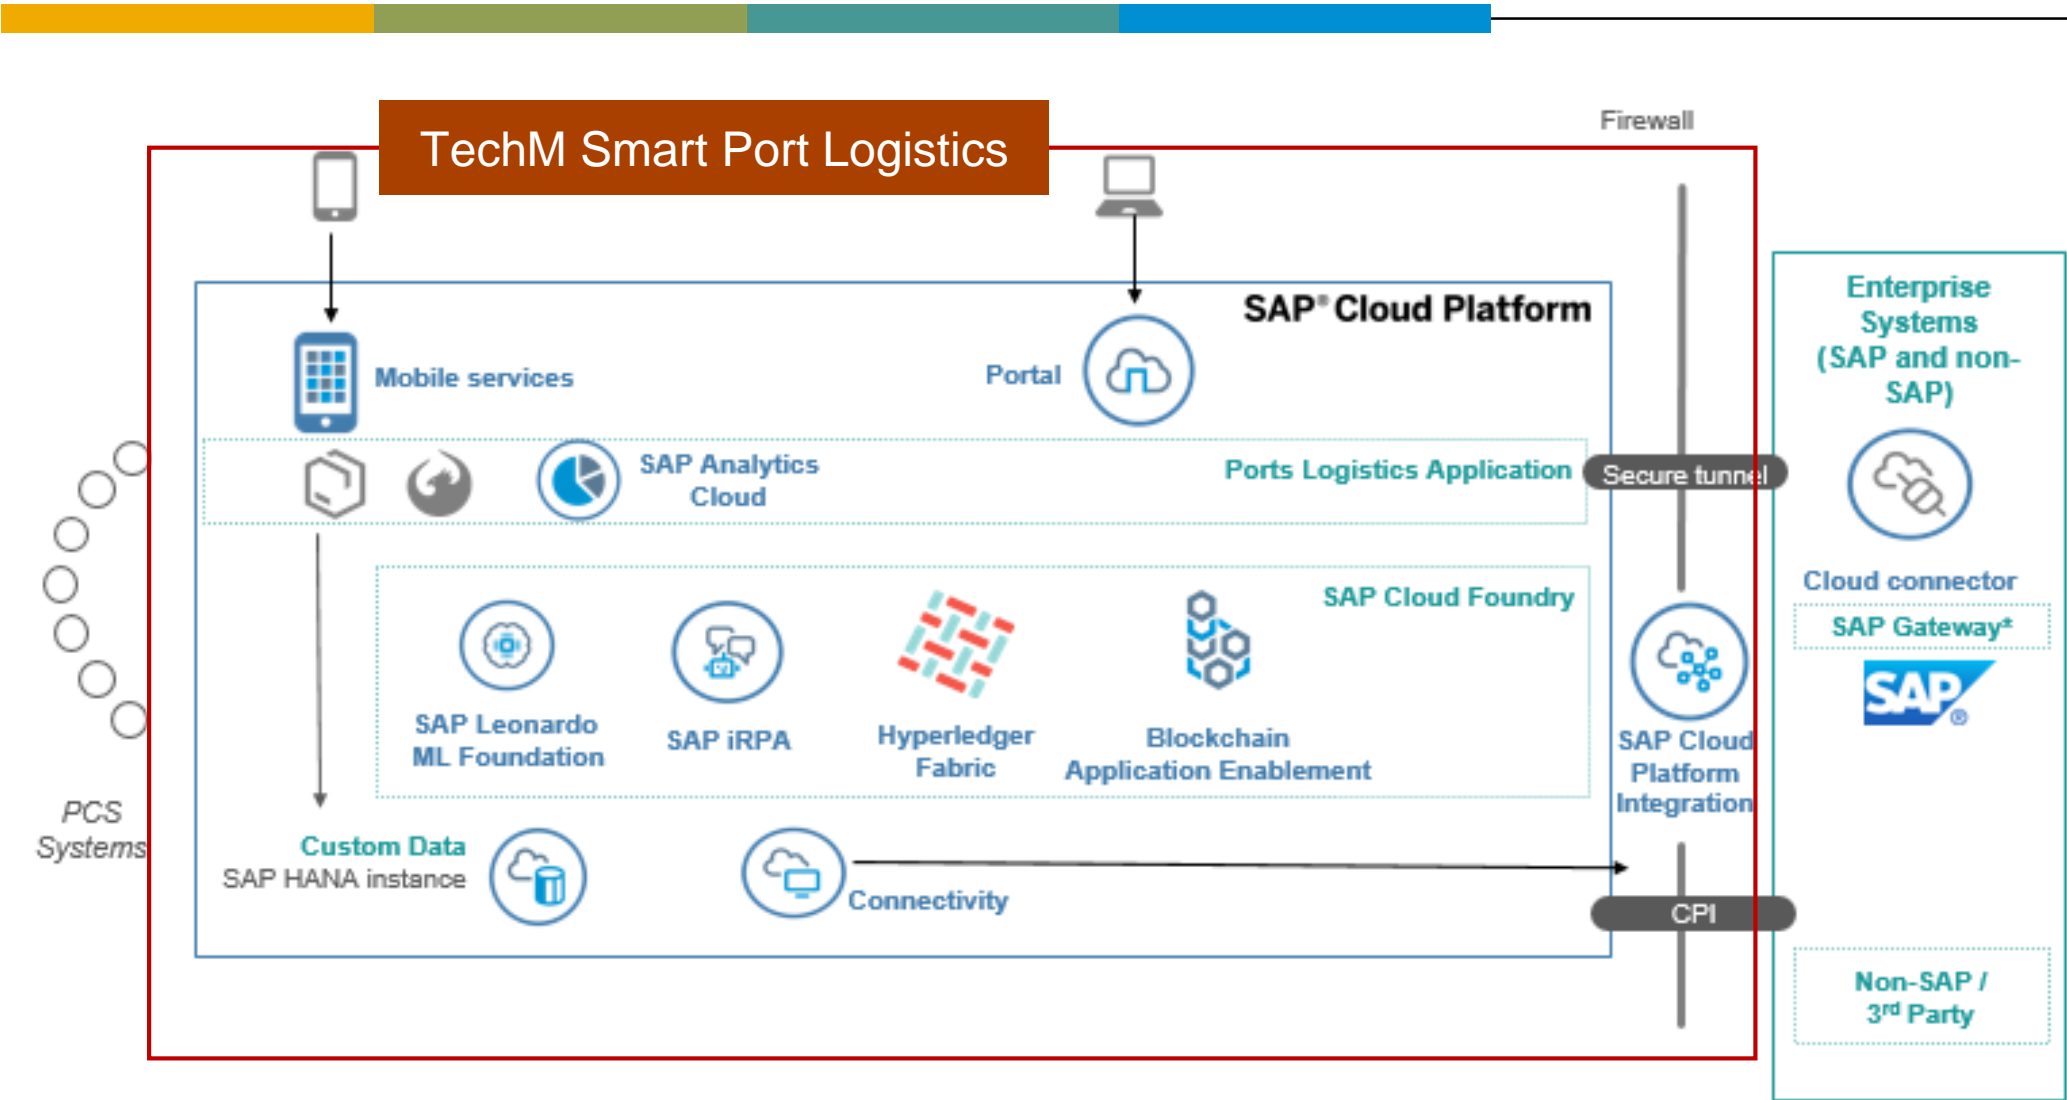 TechM Smart Port Logistics
Firewall
SAP® Cloud Platform
Mobile services
Portal
SAP Analytics
Cloud
Ports Logistics Application
Secure tunnel
SAP Cloud Foundry
SAP Leonardo
ML Foundation
SAP iRPA
Hyperledger
Fabric
Blockchain
Application Enablement
SAP Cloud
Platform
Integration
PCS
Systems
Custom Data
SAP HANA instance
Connectivity
CPI
Enterprise
Systems
(SAP and non-
SAP)
Cloud connector
SAP Gateway*
SAP®
Non-SAP /
3rd Party